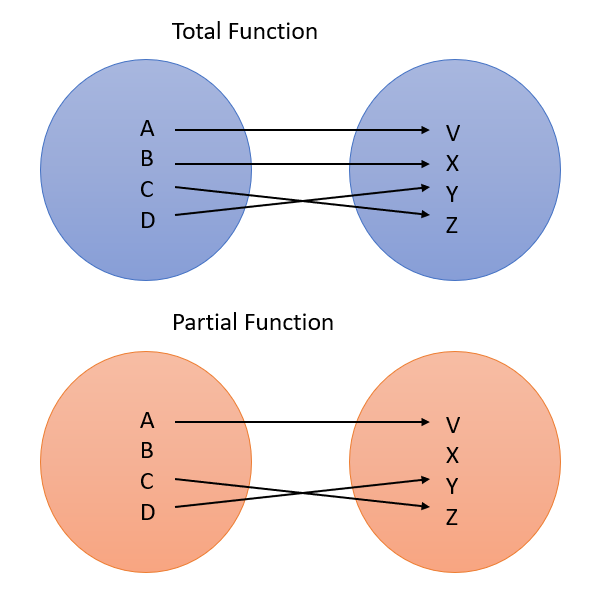 Total Function
A V
B X
C Y
D Z
Partial Function
A V
B X
C Y
D Z